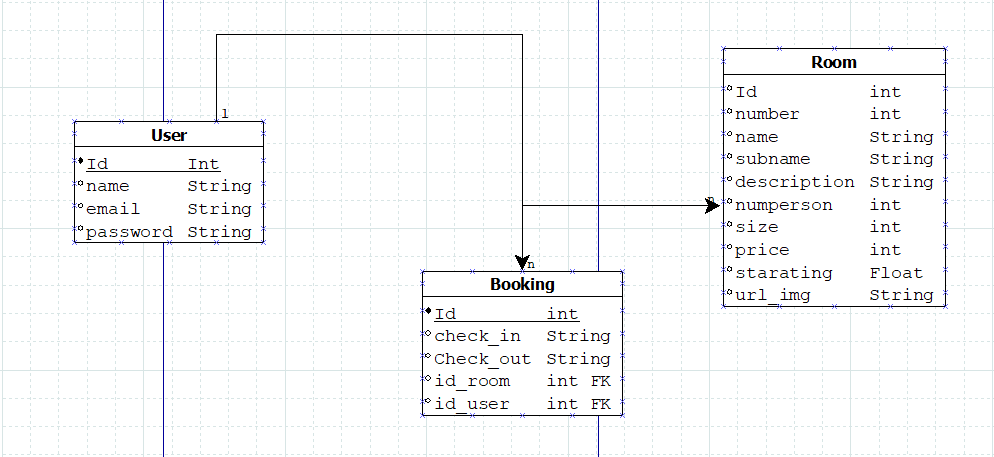 1
User
Id Int
name String
email String
password String
n
Booking
Id int
check_in String
Check_out String
id_room int FK
id_user int FK
Room
Id int
number int
name String
subname String
description String
n
numperson int
size int
price int
starating Float
url_img String